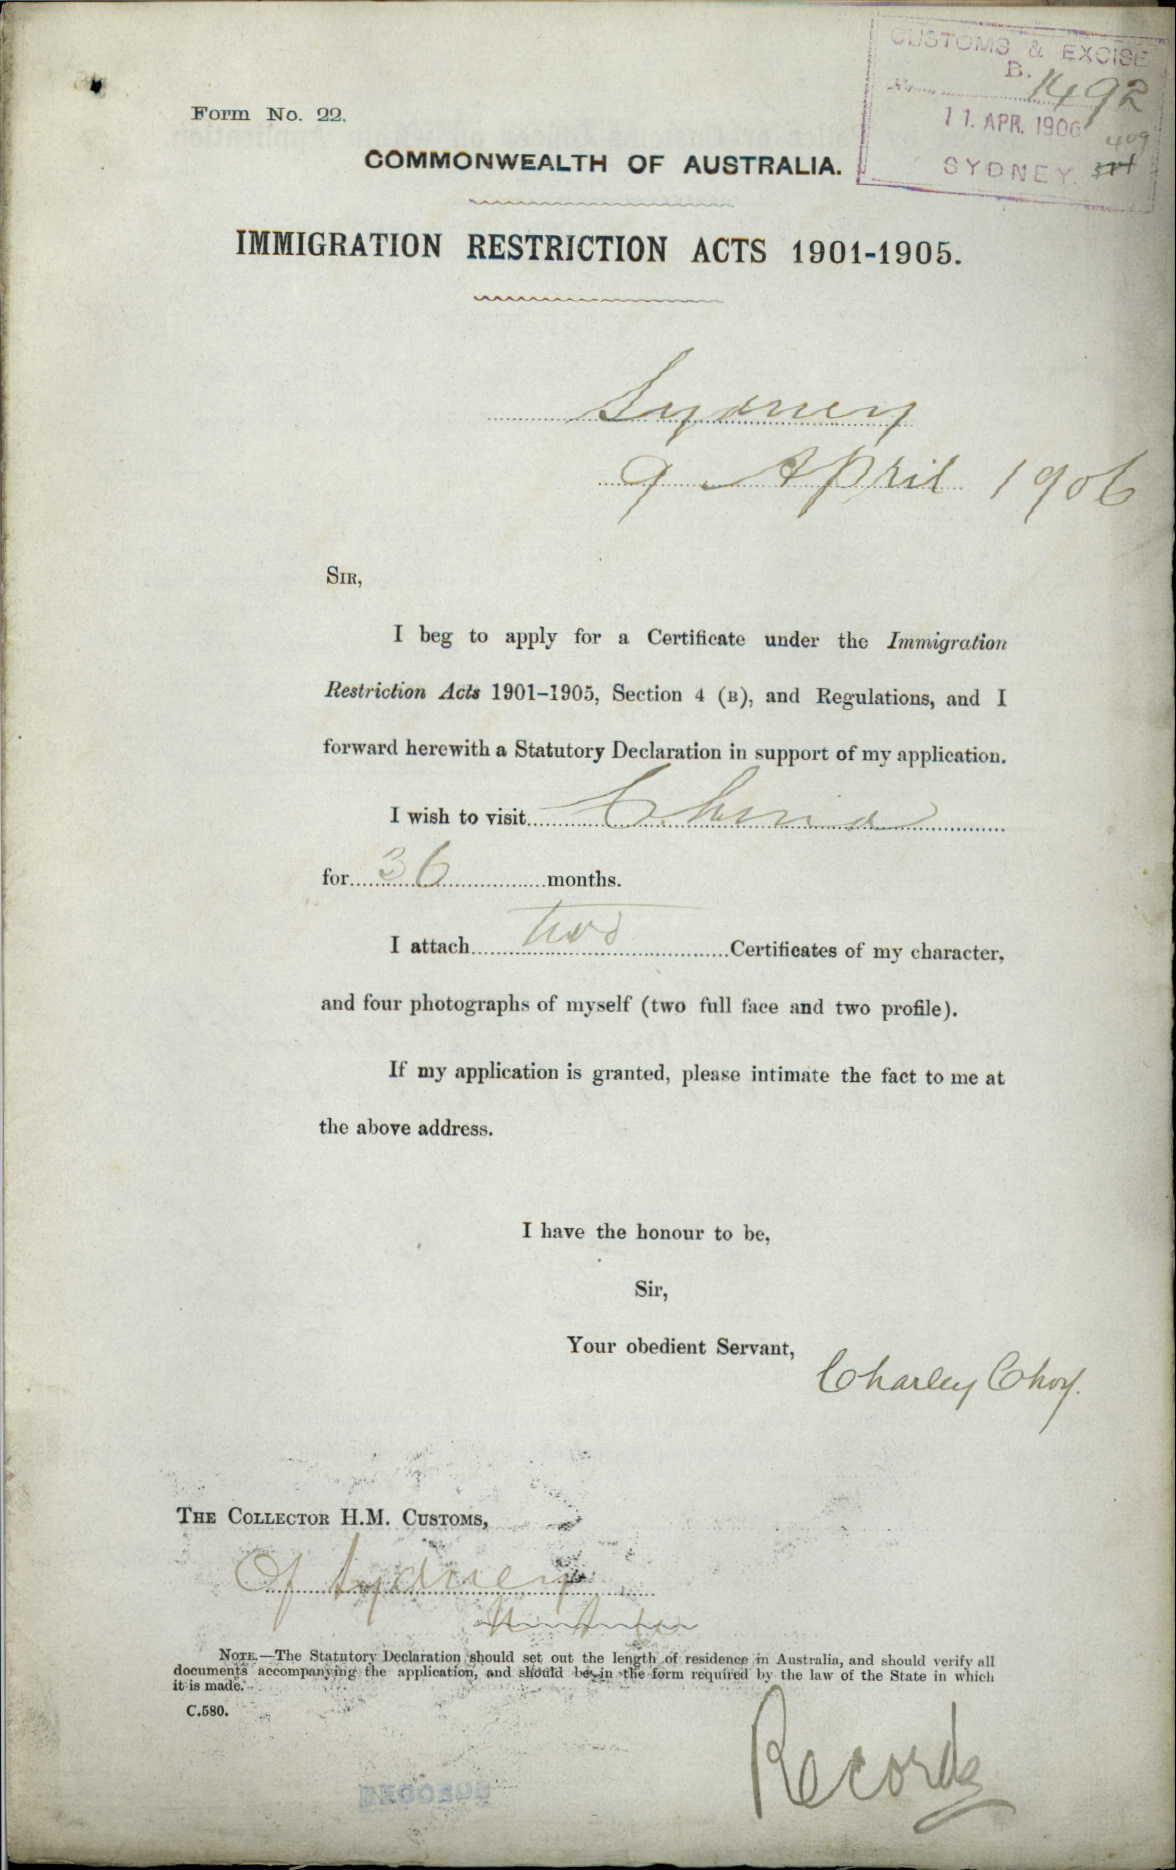 CUSTOMS & EXCISE
B. 1492
11. APR. 1906
409
SYDNEY.
Form No. 22.
COMMONWEALTH OF AUSTRALIA.
IMMIGRATION RESTRICTION ACTS 1901-1905.
Sydney
9 April 1906
SIR,
I beg to apply for a Certificate under the Immigration
Restriction Acts 1901-1905, Section 4 (B), and Regulations, and I
forward herewith a Statutory Declaration in support of my application.
I wish to visit China
for 36 months.
I attach two Certificates of my character,
and four photographs of myself (two full face and two profile).
If my application is granted, please intimate the fact to me at
the above address.
I have the honour to be,
Sir,
Your obedient Servant,
Charley Choy.
THE COLLECTOR H.M. CUSTOMS,
Of Sydney
NOTE.—The Statutory Declaration should set out the length of residence in Australia, and should verify all
documents accompanying the application, and should be in the form required by the law of the State in which
it is made.
C.580.
Records